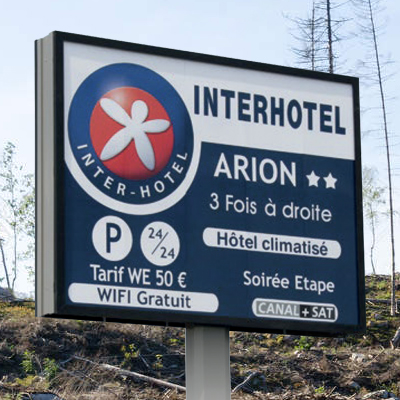 INTERHOTEL
INTER-HOTEL
ARION
3 Fois à droite
P
24/24
Hôtel climatisé
Tarif WE 50 €
Soirée Etape
WIFI Gratuit
CANAL+SAT